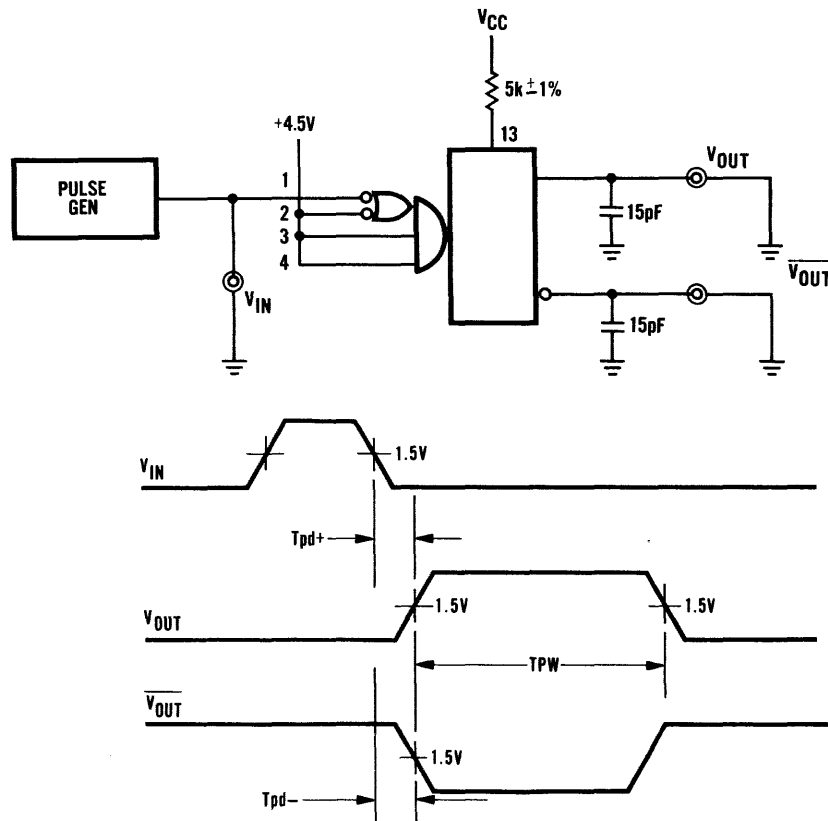 VCC
5k ±1%
+4.5V
13
PULSE
GEN
1
2
3
4
VIN
VOUT
15pF
VOUT
15pF
VIN
1.5V
Tpd+
VOUT
1.5V
1.5V
TPW
VOUT
1.5V
Tpd–